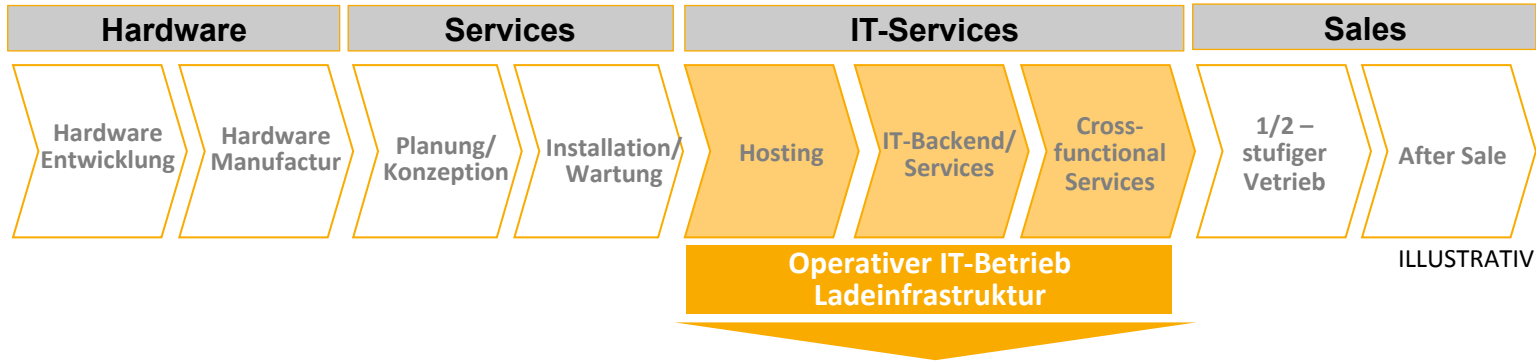 Hardware
Services
IT-Services
Sales
Hardware
Entwicklung
Hardware
Manufactur
Planung/
Konzeption
Installation/
Wartung
Hosting
IT-Backend/
Services
Cross-
functional
Services
1/2 –
stufiger
Vetrieb
After Sale
ILLUSTRATIV
Operativer IT-Betrieb
Ladeinfrastruktur